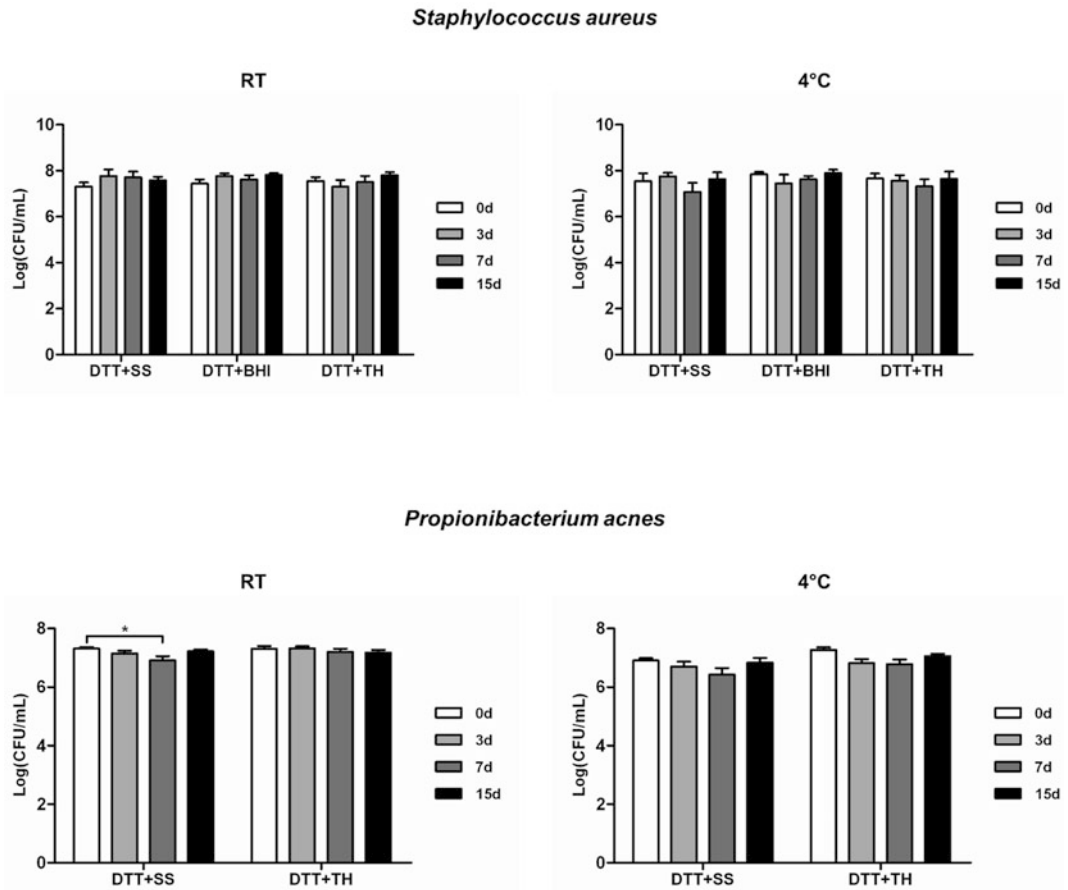 Staphylococcus aureus
RT
Log(CFU/mL)
10
8
6
4
2
0
DTT+SS DTT+BHI DTT+TH
0d
3d
7d
15d
4°C
Log(CFU/mL)
10
8
6
4
2
0
DTT+SS DTT+BHI DTT+TH
0d
3d
7d
15d
Propionibacterium acnes
RT
Log(CFU/mL)
8
6
4
2
0
*
DTT+SS DTT+TH
0d
3d
7d
15d
4°C
Log(CFU/mL)
8
6
4
2
0
DTT+SS DTT+TH
0d
3d
7d
15d